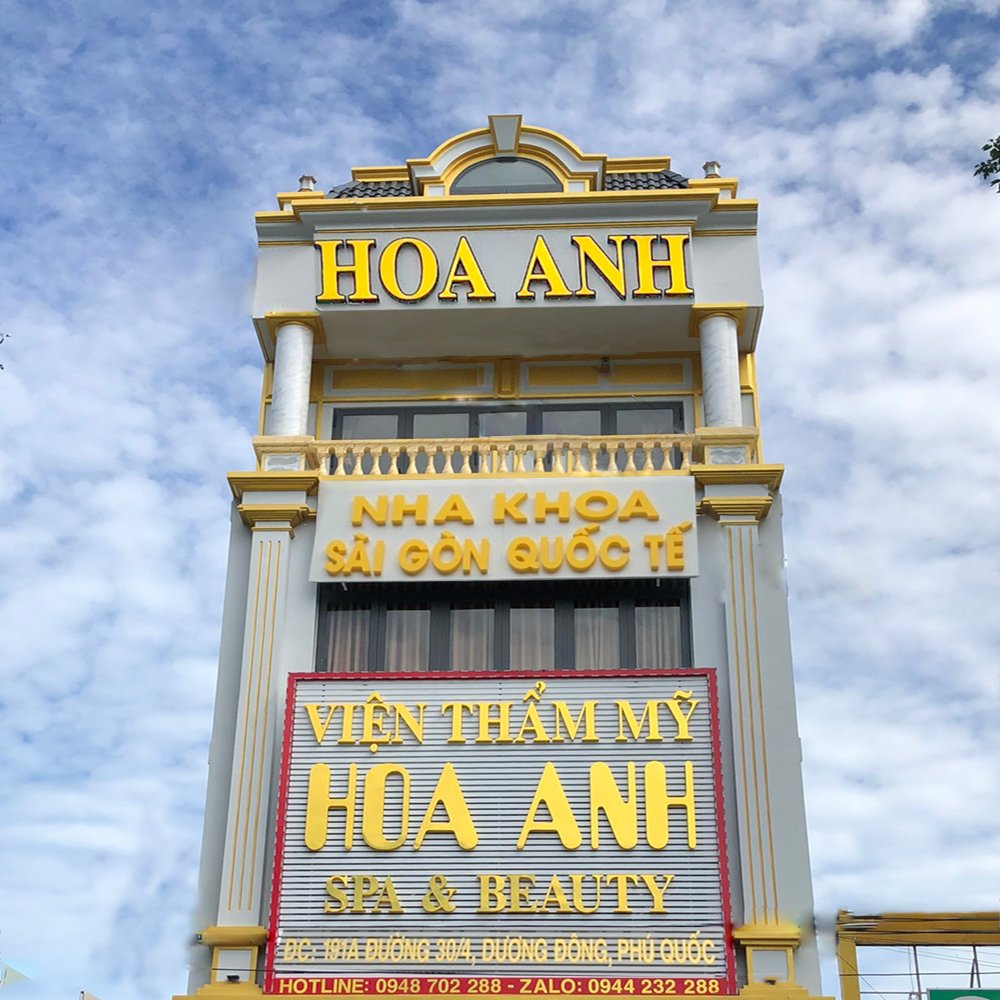 HOA ANH
NHA KHOA
SÀI GÒN QUỐC TẾ
VIỆN THẨM MỸ
HOA ANH
SPA & BEAUTY
ĐC: 191A ĐƯỜNG 30/4, DƯƠNG ĐÔNG, PHÚ QUỐC
HOTLINE: 0948 702 288 - ZALO: 0944 232 288